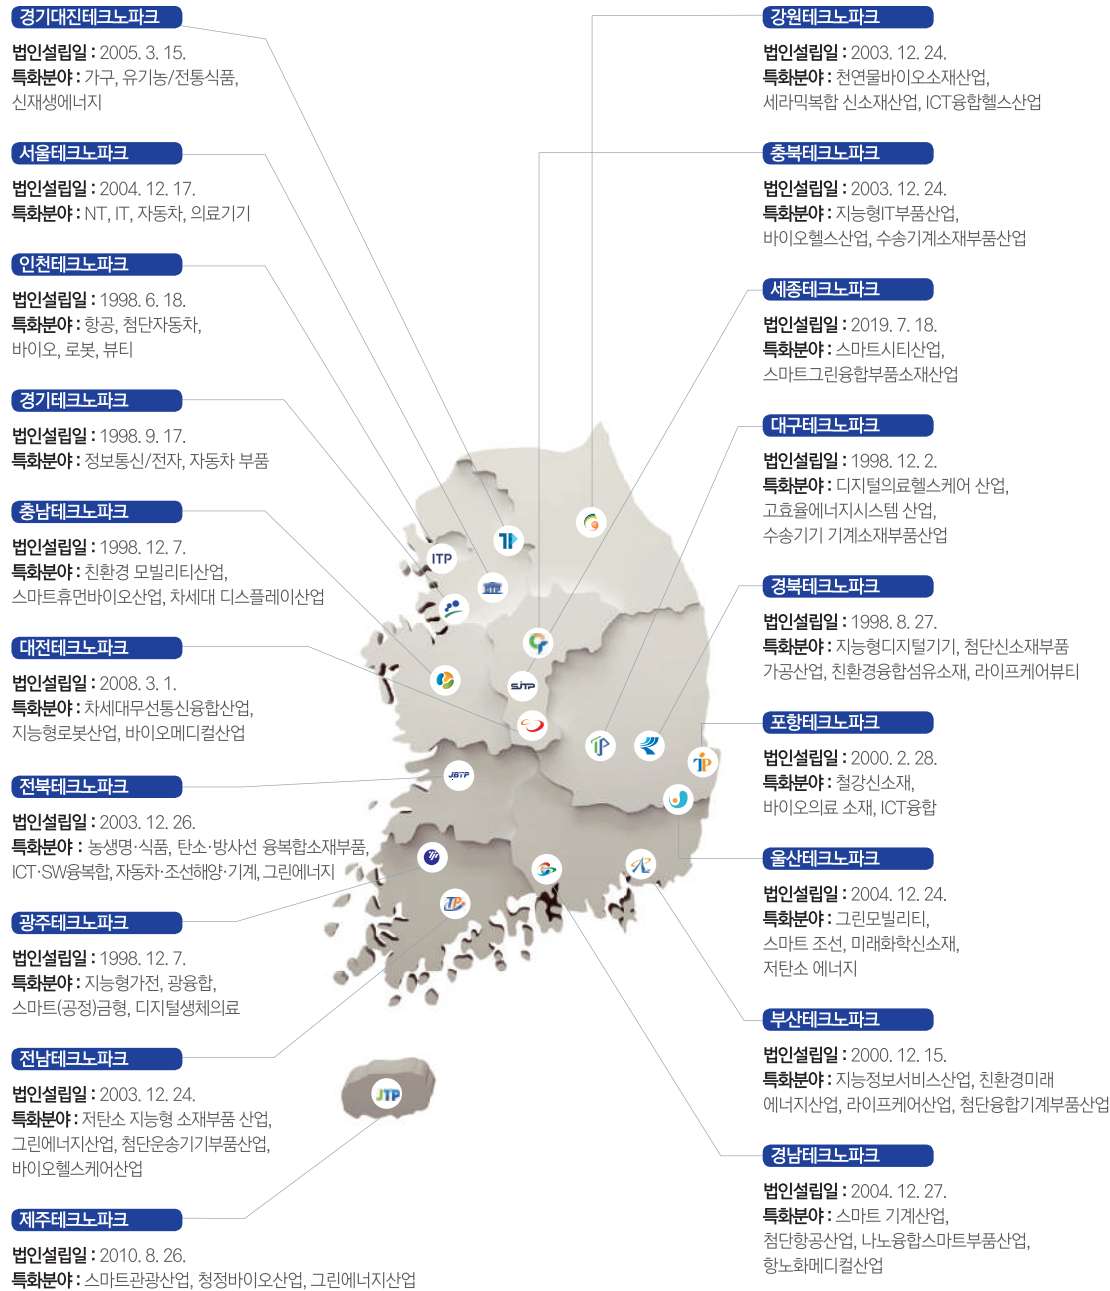 경기대진테크노파크
법인설립일 : 2005. 3. 15.
특화분야 : 가구, 유기농/전통식품,
신재생에너지
서울테크노파크
법인설립일 : 2004. 12. 17.
특화분야 : NT, IT, 자동차, 의료기기
인천테크노파크
법인설립일 : 1998. 6. 18.
특화분야 : 항공, 첨단자동차,
바이오, 로봇, 뷰티
경기테크노파크
법인설립일 : 1998. 9. 17.
특화분야 : 정보통신/전자, 자동차 부품
충남테크노파크
법인설립일 : 1998. 12. 7.
특화분야 : 친환경 모빌리티산업,
스마트휴먼바이오산업, 차세대 디스플레이산업
대전테크노파크
법인설립일 : 2008. 3. 1.
특화분야 : 차세대무선통신융합산업,
지능형로봇산업, 바이오메디컬산업
전북테크노파크
법인설립일 : 2003. 12. 26.
특화분야 : 농생명·식품, 탄소·방사선 융복합소재부품,
ICT·SW융복합, 자동차·조선해양·기계, 그린에너지
광주테크노파크
법인설립일 : 1998. 12. 7.
특화분야 : 지능형가전, 광융합,
스마트(공정)금형, 디지털생체의료
전남테크노파크
법인설립일 : 2003. 12. 24.
특화분야 : 저탄소 지능형 소재부품 산업,
그린에너지산업, 첨단운송기기부품산업,
바이오헬스케어산업
제주테크노파크
법인설립일 : 2010. 8. 26.
특화분야 : 스마트관광산업, 청정바이오산업, 그린에너지산업
ITP
SJTP
TP
TP
JBTP
TP
TP
JTP
강원테크노파크
법인설립일 : 2003. 12. 24.
특화분야 : 천연물바이오소재산업,
세라믹복합 신소재산업, ICT융합헬스산업
충북테크노파크
법인설립일 : 2003. 12. 24.
특화분야 : 지능형IT부품산업,
바이오헬스산업, 수송기계소재부품산업
세종테크노파크
법인설립일 : 2019. 7. 18.
특화분야 : 스마트시티산업,
스마트그린융합부품소재산업
대구테크노파크
법인설립일 : 1998. 12. 2.
특화분야 : 디지털의료헬스케어 산업,
고효율에너지시스템 산업,
수송기기 기계소재부품산업
경북테크노파크
법인설립일 : 1998. 8. 27.
특화분야 : 지능형디지털기기, 첨단신소재부품
가공산업, 친환경융합섬유소재, 라이프케어뷰티
포항테크노파크
법인설립일 : 2000. 2. 28.
특화분야 : 철강신소재,
바이오의료 소재, ICT융합
울산테크노파크
법인설립일 : 2004. 12. 24.
특화분야 : 그린모빌리티,
스마트 조선, 미래화학신소재,
저탄소 에너지
부산테크노파크
법인설립일 : 2000. 12. 15.
특화분야 : 지능정보서비스산업, 친환경미래
에너지산업, 라이프케어산업, 첨단융합기계부품산업
경남테크노파크
법인설립일 : 2004. 12. 27.
특화분야 : 스마트 기계산업,
첨단항공산업, 나노융합스마트부품산업,
항노화메디컬산업